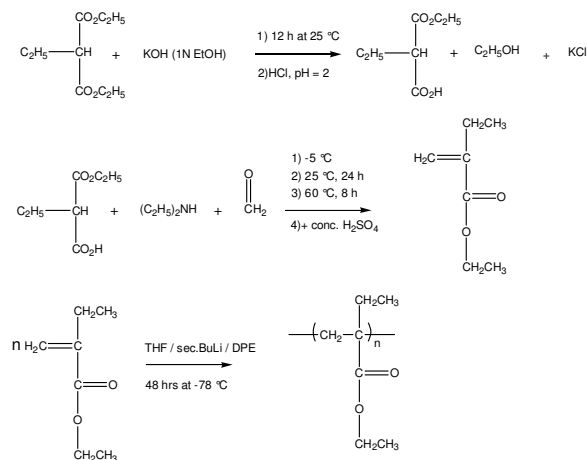 CO₂C₂H₅
C₂H₅ CH + KOH (1N EtOH)
CO₂C₂H₅
1) 12 h at 25 °C
2)HCl, pH = 2
CO₂C₂H₅
C₂H₅ CH + C₂H₅OH + KCl
CO₂H
CO₂C₂H₅
C₂H₅ CH + (C₂H₅)₂NH + O
CH₂
CO₂H
1) -5 °C
2) 25 °C, 24 h
3) 60 °C, 8 h
4)+ conc. H₂SO₄
CH₂CH₃
H₂C C
C O
O
CH₂CH₃
CH₂CH₃
n H₂C C
C O
O
CH₂CH₃
THF / sec.BuLi / DPE
48 hrs at -78 °C
CH₂CH₃
( CH₂ C ) n
C O
O
CH₂CH₃